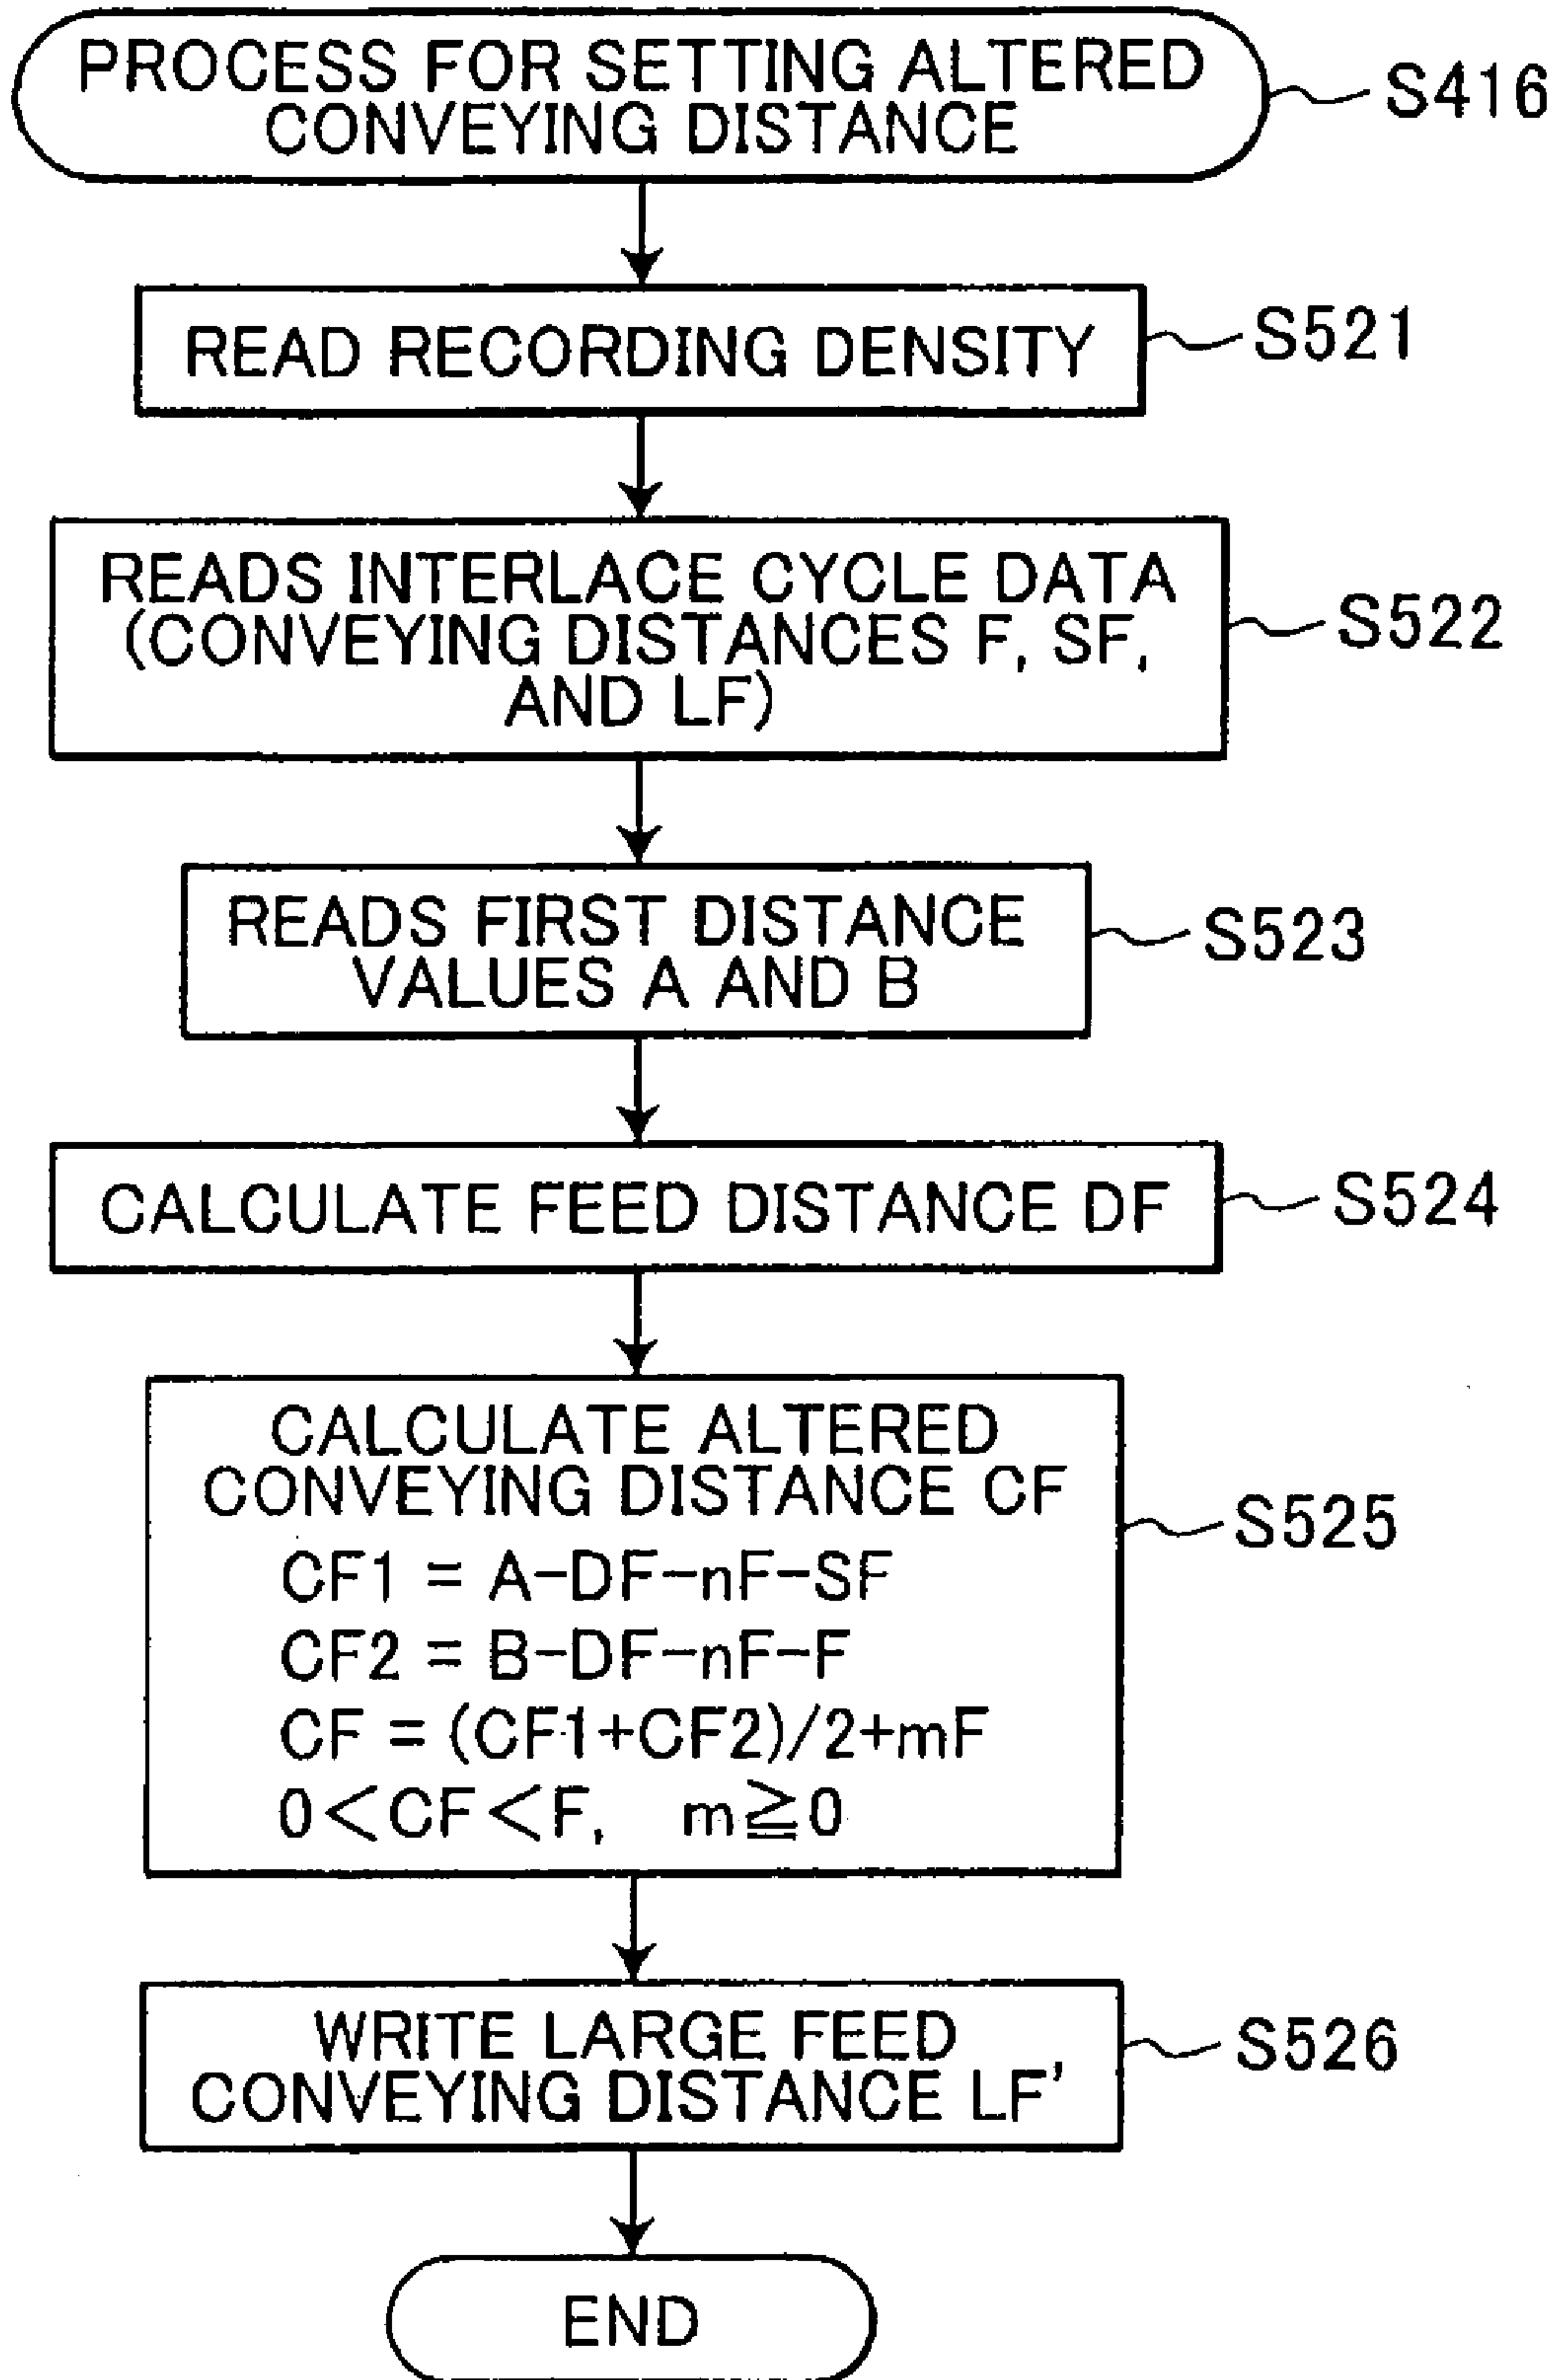 PROCESS FOR SETTING ALTERED
CONVEYING DISTANCE
S416
READ RECORDING DENSITY
S521
READS INTERLACE CYCLE DATA
(CONVEYING DISTANCES F, SF,
AND LF)
S522
READS FIRST DISTANCE
VALUES A AND B
S523
CALCULATE FEED DISTANCE DF
S524
CALCULATE ALTERED
CONVEYING DISTANCE CF
CF1 = A-DF-nF-SF
CF2 = B-DF-nF-F
CF = (CF1+CF2)/2+mF
0<CF<F, m≧0
S525
WRITE LARGE FEED
CONVEYING DISTANCE LF'
S526
END